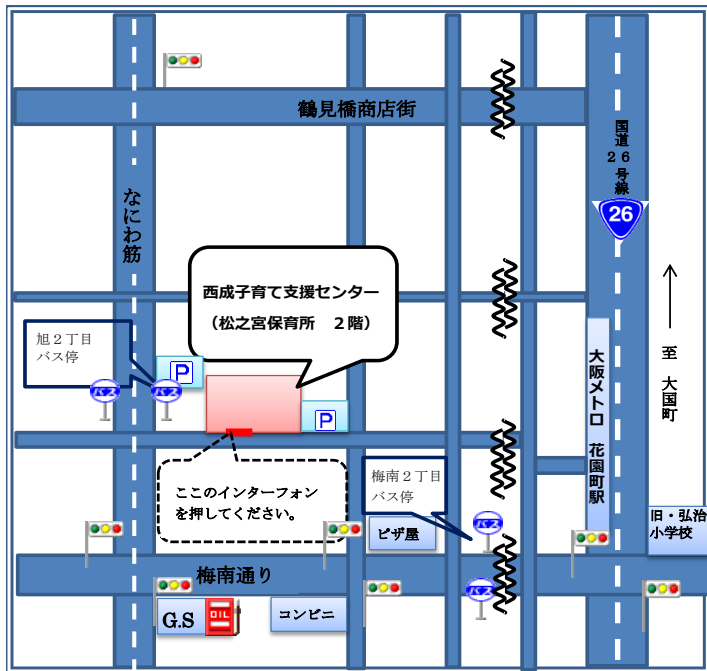 鶴見橋商店街
国道
26号線
26
なにわ筋
西成子育て支援センター
(松之宮保育所 2階)
旭2丁目
バス停
P
バス
バス
P
大阪メトロ 花園町駅
至 大国町
ここのインターフォン
を押してください。
梅南2丁目
バス停
バス
ピザ屋
旧・弘治
小学校
梅南通り
バス
G.S
OIL
コンビニ